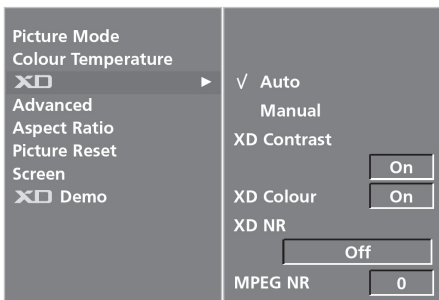 Picture Mode
Colour Temperature
XD
Advanced
Aspect Ratio
Picture Reset
Screen
XD Demo
√ Auto
Manual
XD Contrast
On
XD Colour On
XD NR
Off
MPEG NR 0